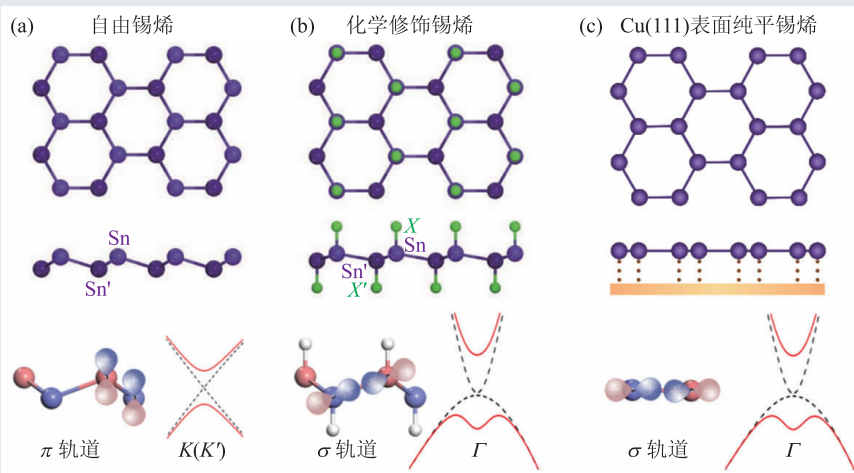 (a) 自由锡烯
(b) 化学修饰锡烯
(c) Cu(111)表面纯平锡烯
Sn
Sn'
X
Sn
Sn'
X'
π 轨道
K(K')
σ 轨道
Γ
σ 轨道
Γ